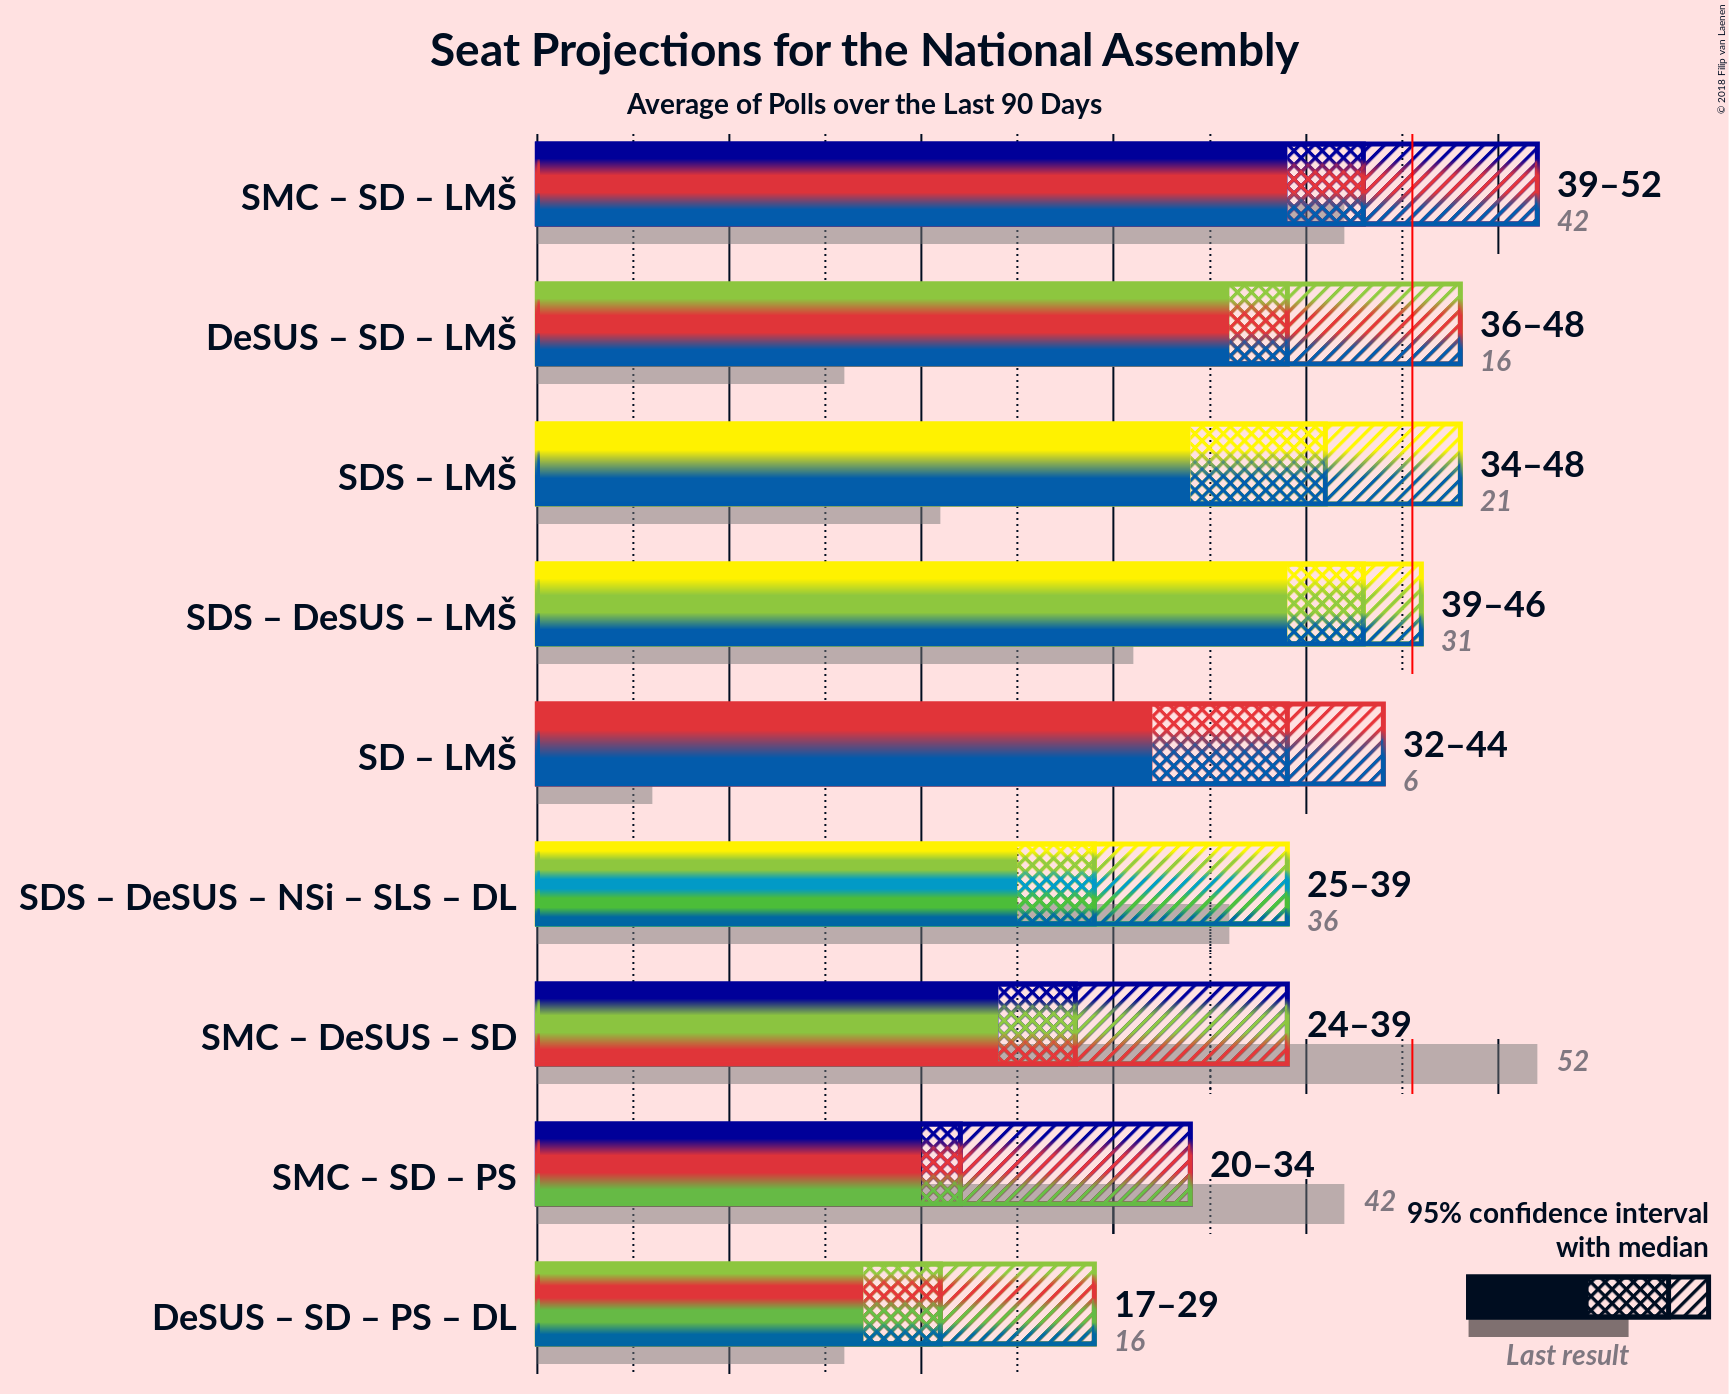 Seat Projections for the National Assembly
Average of Polls over the Last 90 Days
© 2018 Filip van Laenen
SMC – SD – LMŠ
39–52
42
DeSUS – SD – LMŠ
36–48
16
SDS – LMŠ
34–48
21
SDS – DeSUS – LMŠ
39–46
31
SD – LMŠ
32–44
6
SDS – DeSUS – NSi – SLS – DL
25–39
36
SMC – DeSUS – SD
24–39
52
SMC – SD – PS
20–34
42
DeSUS – SD – PS – DL
17–29
16
95% confidence interval
with median
Last result